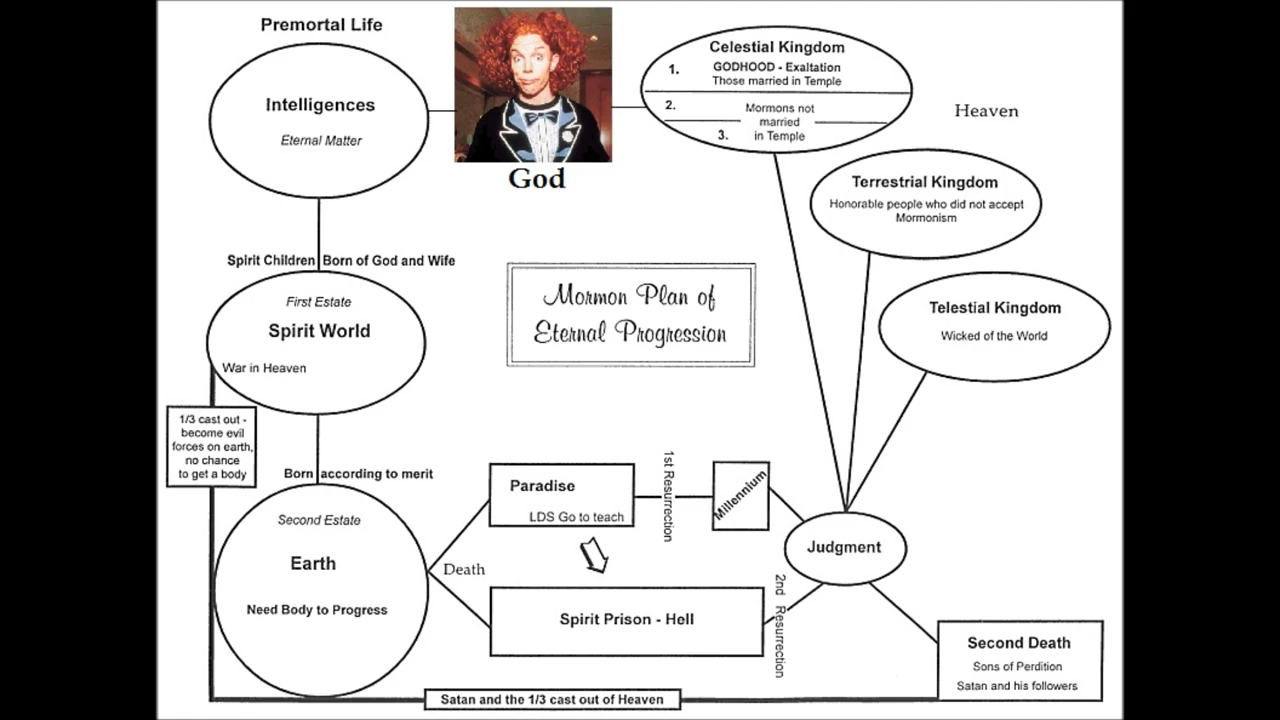 Premortal Life
Intelligences
Eternal Matter
God
Celestial Kingdom
1. GODHOOD - Exaltation
Those married in Temple
2. Mormons not
married
3. in Temple
Heaven
Terrestrial Kingdom
Honorable people who did not accept
Mormonism
Telestial Kingdom
Wicked of the World
Spirit Children Born of God and Wife
First Estate
Spirit World
War in Heaven
Mormon Plan of
Eternal Progression
1/3 cast out -
become evil
forces on earth,
no chance
to get a body
Born according to merit
Second Estate
Earth
Need Body to Progress
Death
Paradise
LDS Go to teach
1st Resurrection
Millennium
Spirit Prison - Hell
2nd Resurrection
Judgment
Second Death
Sons of Perdition
Satan and his followers
Satan and the 1/3 cast out of Heaven